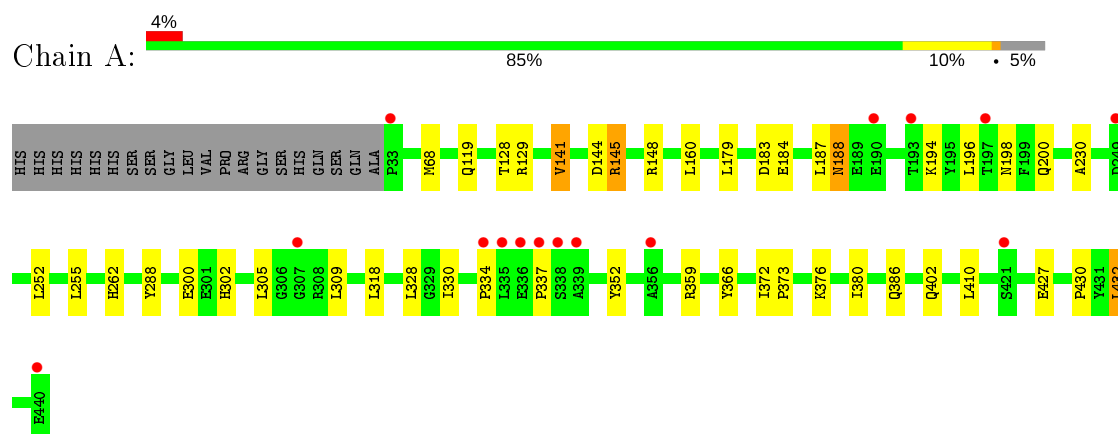 4%
Chain A:
85% 10% • 5%
HIS HIS HIS HIS HIS HIS SER SER GLY LEU VAL PRO ARG GLY SER HIS GLN SER GLN ALA P33 M68 Q119 T128 R129 V141 D144 R145 R148 L160 L179 D183 E184 L187 N188 E189 E190 T193 K194 Y195 L196 T197 N198 F199 Q200 A230 D249
L252 L255 H262 Y288 E300 E301 H302 L305 G306 G307 R308 L309 L318 L328 G329 I330 P334 L335 E336 P337 S338 A339 Y352 A356 R359 Y366 I372 P373 K376 I380 Q386 Q402 L410 S421 E427 P430 Y431
E440